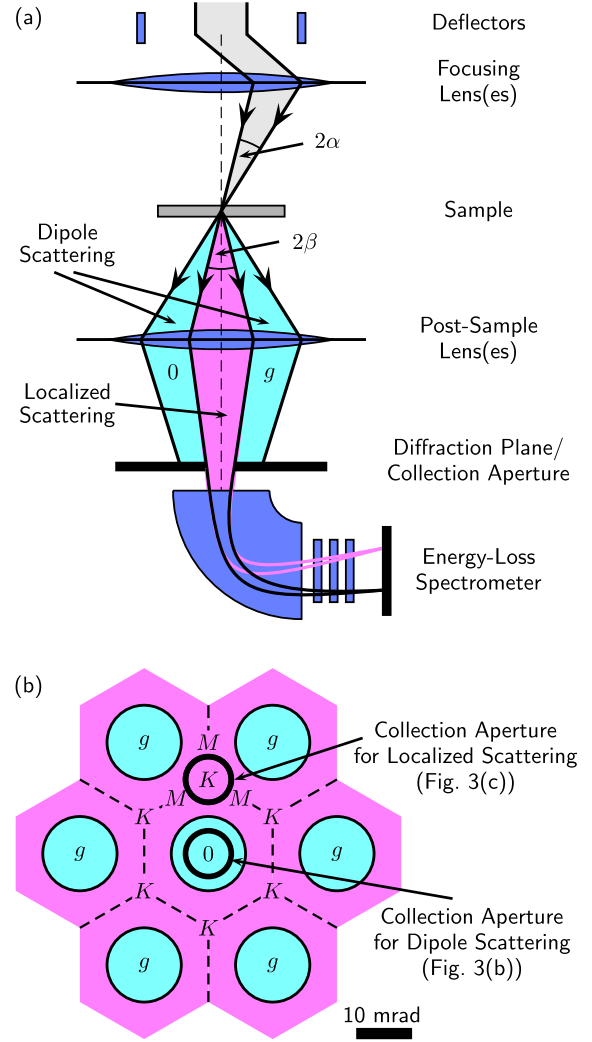 (a)
Deflectors
Focusing
Lens(es)
2α
Sample
Dipole
Scattering
2β
Post-Sample
Lens(es)
0
g
Localized
Scattering
Diffraction Plane/
Collection Aperture
Energy-Loss
Spectrometer
(b)
g
g
M
Collection Aperture
for Localized Scattering
(Fig. 3(c))
K
M
M
K
K
g
0
g
K
K
K
Collection Aperture
for Dipole Scattering
(Fig. 3(b))
g
g
10 mrad